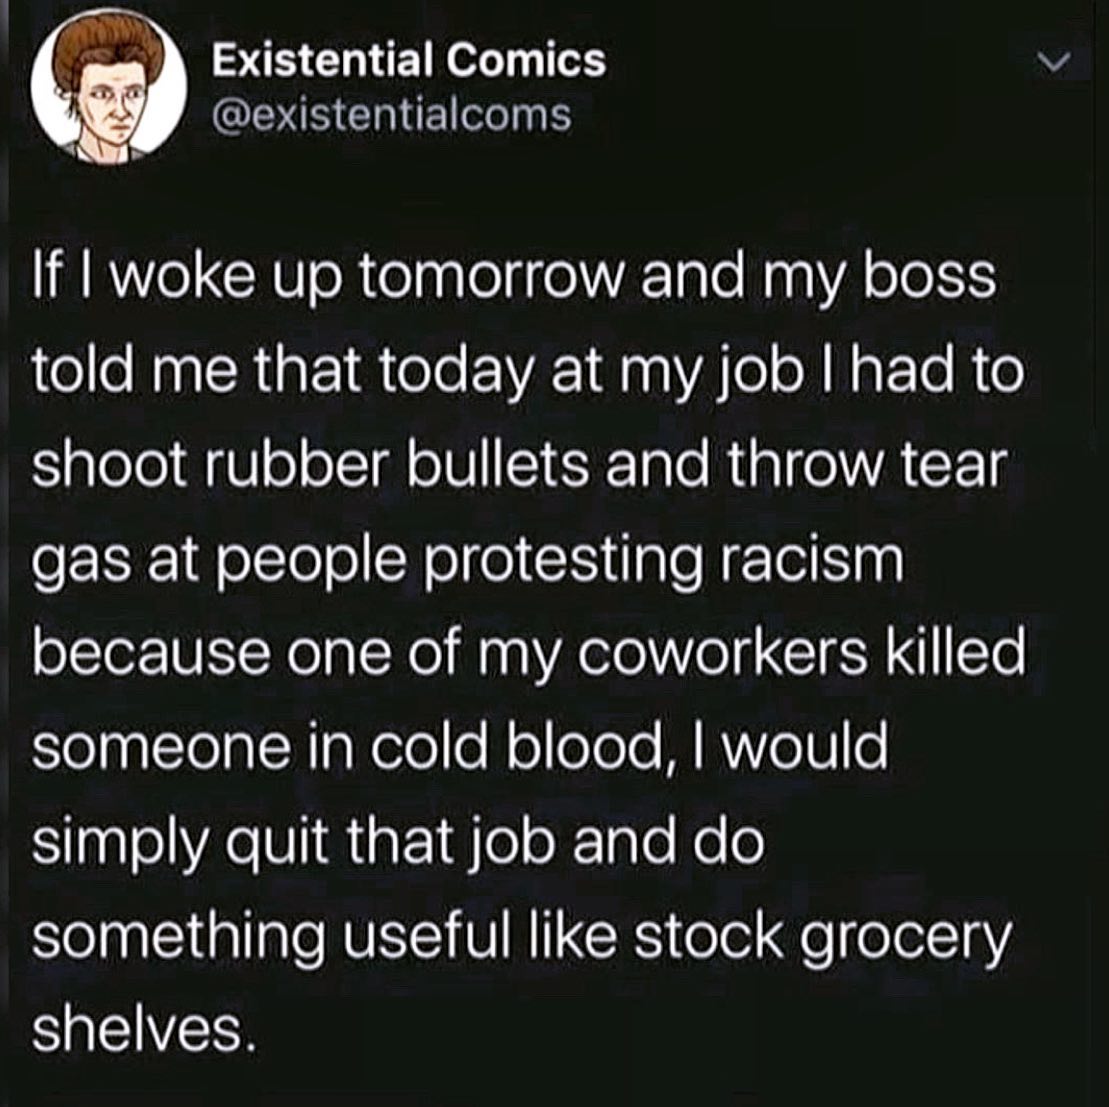 Existential Comics
@existentialcoms
If I woke up tomorrow and my boss
told me that today at my job I had to
shoot rubber bullets and throw tear
gas at people protesting racism
because one of my coworkers killed
someone in cold blood, I would
simply quit that job and do
something useful like stock grocery
shelves.